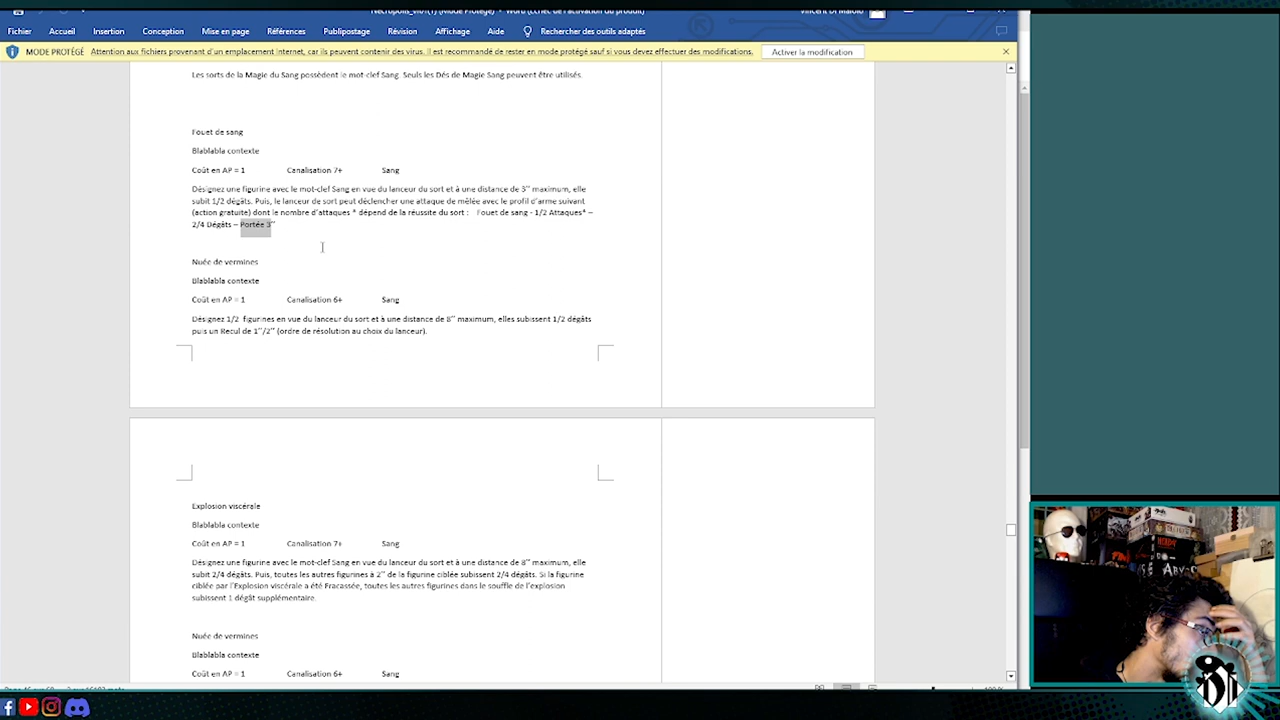 Necropolis_v101(1) (Mode Protégé) - Word (Échec de l'activation du produit)
Vincent Di Maiolo
Fichier Accueil Insertion Conception Mise en page Références Publipostage Révision Affichage Aide Rechercher des outils adaptés
MODE PROTÉGÉ Attention aux fichiers provenant d'un emplacement Internet, car ils peuvent contenir des virus. Il est recommandé de rester en mode protégé sauf si vous devez effectuer des modifications. Activer la modification
Les sorts de la Magie du Sang possèdent le mot-clef Sang. Seuls les Dés de Magie Sang peuvent être utilisés.
Fouet de sang
Blablabla contexte
Coût en AP = 1 Canalisation 7+ Sang
Désignez une figurine avec le mot-clef Sang en vue du lanceur du sort et à une distance de 3’’ maximum, elle
subit 1/2 dégâts. Puis, le lanceur de sort peut déclencher une attaque de mêlée avec le profil d’arme suivant
(action gratuite) dont le nombre d’attaques * dépend de la réussite du sort : Fouet de sang - 1/2 Attaques* –
2/4 Dégâts – Portée 3’’
Nuée de vermines
Blablabla contexte
Coût en AP = 1 Canalisation 6+ Sang
Désignez 1/2 figurines en vue du lanceur du sort et à une distance de 8’’ maximum, elles subissent 1/2 dégâts
puis un Recul de 1’’/2’’ (ordre de résolution au choix du lanceur).
Explosion viscérale
Blablabla contexte
Coût en AP = 1 Canalisation 7+ Sang
Désignez une figurine avec le mot-clef Sang en vue du lanceur du sort et à une distance de 8’’ maximum, elle
subit 2/4 dégâts. Puis, toutes les autres figurines à 2’’ de la figurine ciblée subissent 2/4 dégâts. Si la figurine
ciblée par l’Explosion viscérale a été Fracassée, toutes les autres figurines dans le souffle de l’explosion
subissent 1 dégât supplémentaire.
Nuée de vermines
Blablabla contexte
Coût en AP = 1 Canalisation 6+ Sang